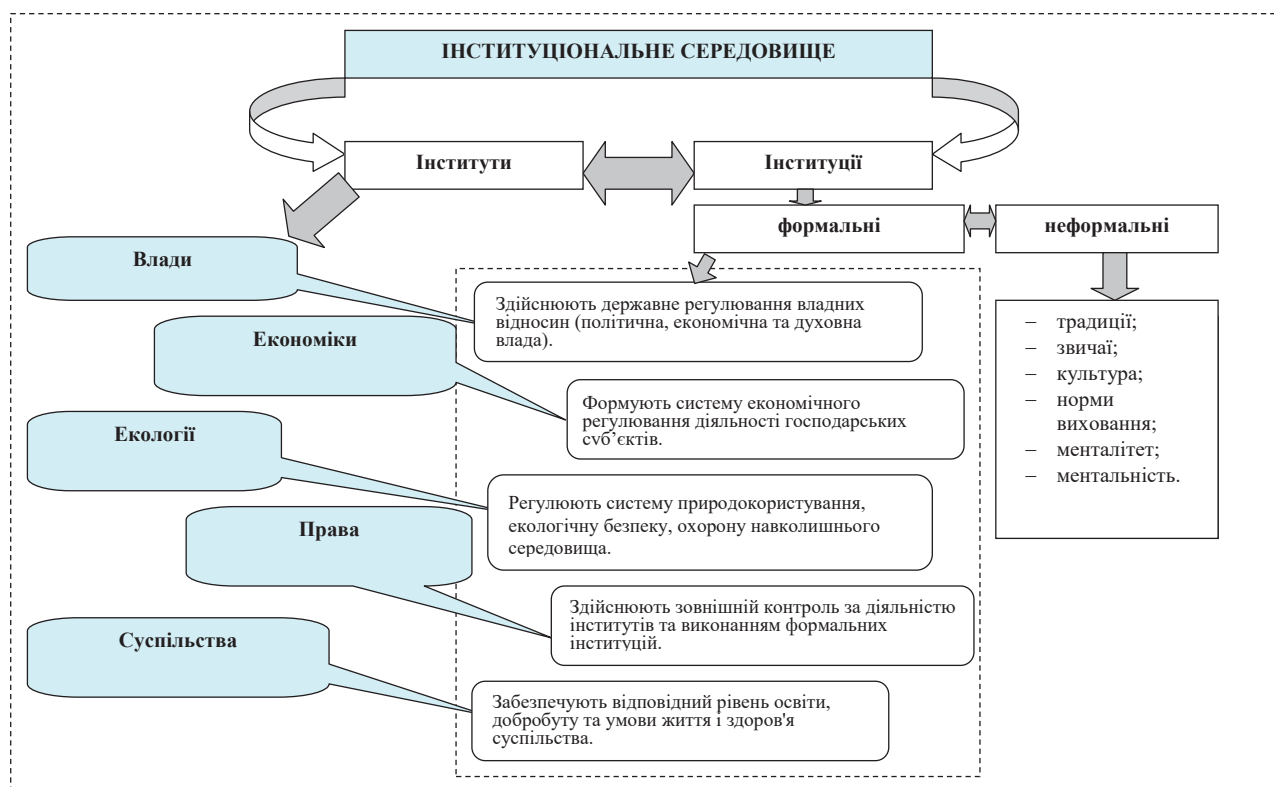 ІНСТИТУЦІОНАЛЬНЕ СЕРЕДОВИЩЕ
Інститути
Інституції
формальні
неформальні
Влади
Здійснюють державне регулювання владних
відносин (політична, економічна та духовна
влада).
Економіки
Формують систему економічного
регулювання діяльності господарських
суб’єктів.
Екології
Регулюють систему природокористування,
екологічну безпеку, охорону навколишнього
середовища.
Права
Здійснюють зовнішній контроль за діяльністю
інститутів та виконанням формальних
інституцій.
Суспільства
Забезпечують відповідний рівень освіти,
добробуту та умови життя і здоров'я
суспільства.
– традиції;
– звичаї;
– культура;
– норми
виховання;
– менталітет;
– ментальність.